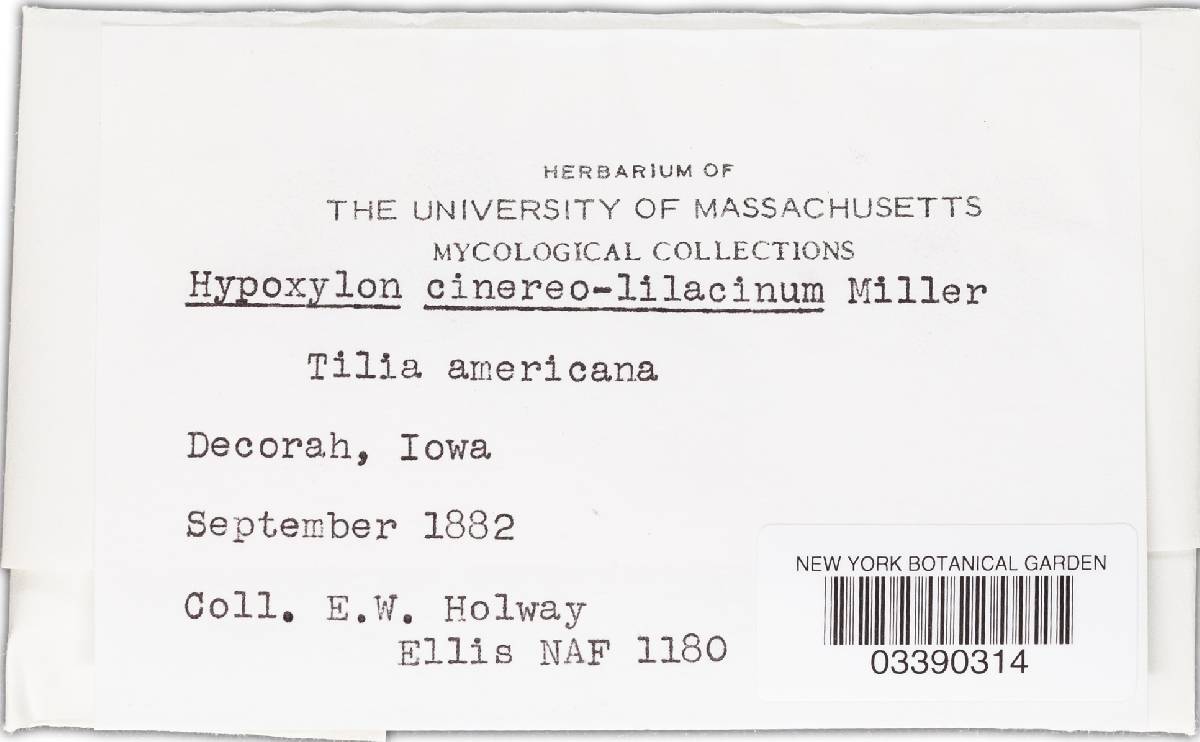 HERBARIUM OF
THE UNIVERSITY OF MASSACHUSETTS
MYCOLOGICAL COLLECTIONS
Hypoxylon cinereo-lilacinum Miller
Tilia americana
Decorah, Iowa
September 1882
Coll. E.W. Holway
Ellis NAF 1180
NEW YORK BOTANICAL GARDEN
03390314